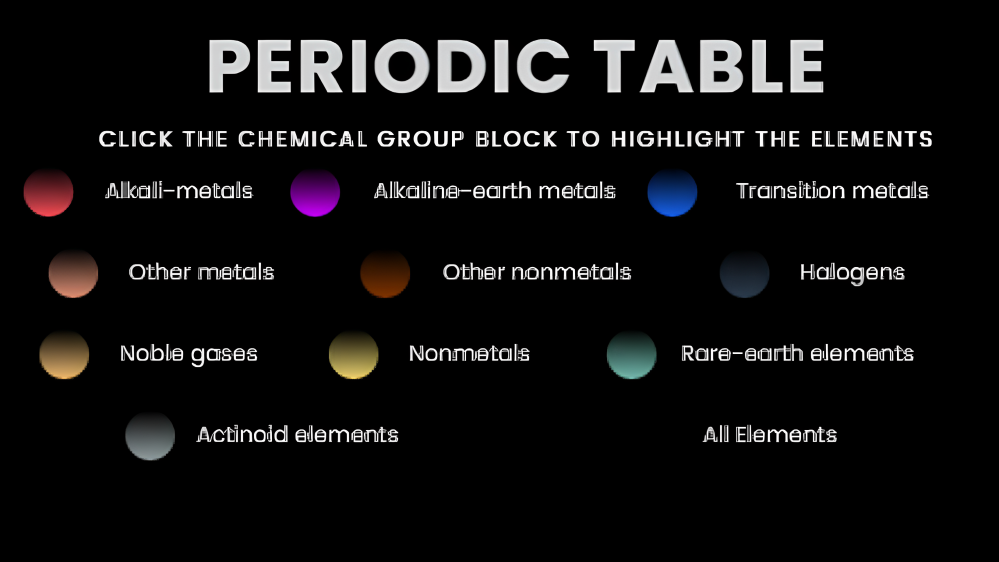 PERIODIC TABLE
CLICK THE CHEMICAL GROUP BLOCK TO HIGHLIGHT THE ELEMENTS
Alkali-metals Alkaline-earth metals Transition metals
Other metals Other nonmetals Halogens
Noble gases Nonmetals Rare-earth elements
Actinoid elements All Elements